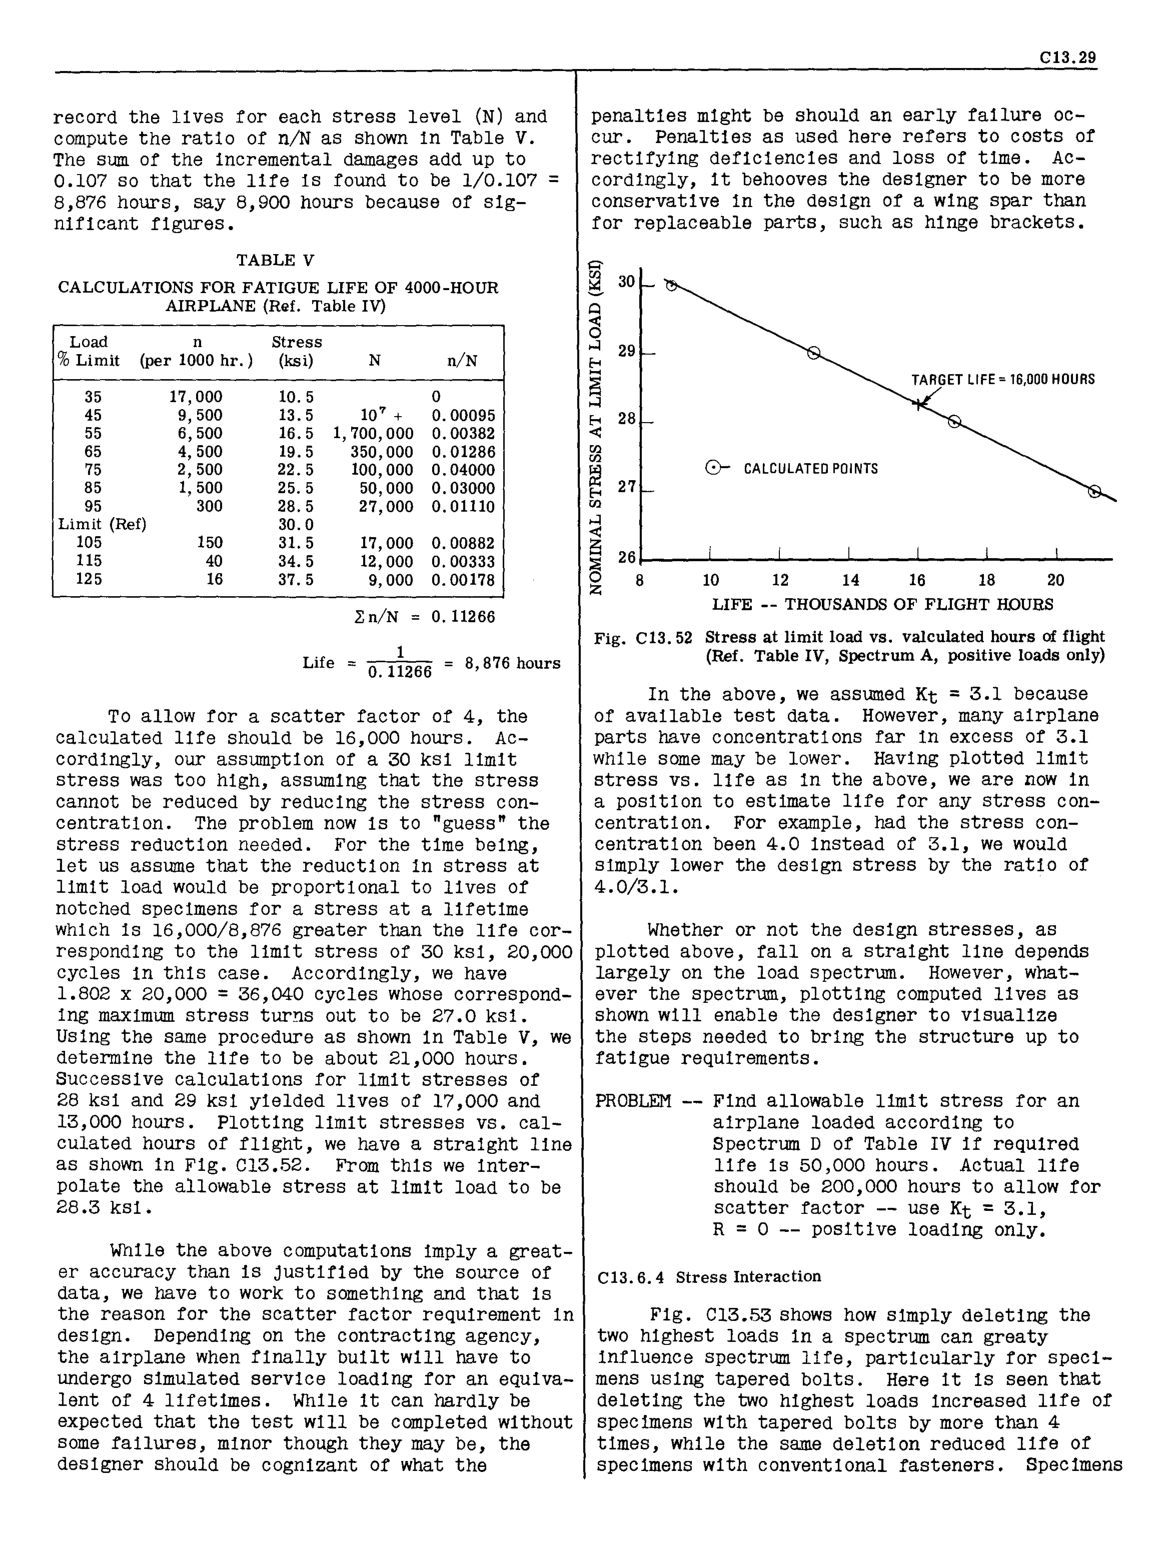 C13.29
record the lives for each stress level (N) and
compute the ratio of n/N as shown in Table V.
The sum of the incremental damages add up to
0.107 so that the life is found to be 1/0.107 =
8,876 hours, say 8,900 hours because of sig-
nificant figures.
TABLE V
CALCULATIONS FOR FATIGUE LIFE OF 4000-HOUR
AIRPLANE (Ref. Table IV)
Load n Stress
% Limit (per 1000 hr.) (ksi) N n/N
35 17,000 10.5 0
45 9,500 13.5 10⁷ + 0.00095
55 6,500 16.5 1,700,000 0.00382
65 4,500 19.5 350,000 0.01286
75 2,500 22.5 100,000 0.04000
85 1,500 25.5 50,000 0.03000
95 300 28.5 27,000 0.01110
Limit (Ref) 30.0
105 150 31.5 17,000 0.00882
115 40 34.5 12,000 0.00333
125 16 37.5 9,000 0.00178
Σn/N = 0.11266
Life = 1/0.11266 = 8,876 hours
To allow for a scatter factor of 4, the
calculated life should be 16,000 hours. Ac-
cordingly, our assumption of a 30 ksi limit
stress was too high, assuming that the stress
cannot be reduced by reducing the stress con-
centration. The problem now is to "guess" the
stress reduction needed. For the time being,
let us assume that the reduction in stress at
limit load would be proportional to lives of
notched specimens for a stress at a lifetime
which is 16,000/8,876 greater than the life cor-
responding to the limit stress of 30 ksi, 20,000
cycles in this case. Accordingly, we have
1.802 x 20,000 = 36,040 cycles whose correspond-
ing maximum stress turns out to be 27.0 ksi.
Using the same procedure as shown in Table V, we
determine the life to be about 21,000 hours.
Successive calculations for limit stresses of
28 ksi and 29 ksi yielded lives of 17,000 and
13,000 hours. Plotting limit stresses vs. cal-
culated hours of flight, we have a straight line
as shown in Fig. C13.52. From this we inter-
polate the allowable stress at limit load to be
28.3 ksi.
While the above computations imply a great-
er accuracy than is justified by the source of
data, we have to work to something and that is
the reason for the scatter factor requirement in
design. Depending on the contracting agency,
the airplane when finally built will have to
undergo simulated service loading for an equiva-
lent of 4 lifetimes. While it can hardly be
expected that the test will be completed without
some failures, minor though they may be, the
designer should be cognizant of what the
penalties might be should an early failure oc-
cur. Penalties as used here refers to costs of
rectifying deficiencies and loss of time. Ac-
cordingly, it behooves the designer to be more
conservative in the design of a wing spar than
for replaceable parts, such as hinge brackets.
NOMINAL STRESS AT LIMIT LOAD (KSI)
30
29
28
27
26
TARGET LIFE = 16,000 HOURS
CALCULATED POINTS
8 10 12 14 16 18 20
LIFE -- THOUSANDS OF FLIGHT HOURS
Fig. C13.52 Stress at limit load vs. valculated hours of flight
(Ref. Table IV, Spectrum A, positive loads only)
In the above, we assumed Kt = 3.1 because
of available test data. However, many airplane
parts have concentrations far in excess of 3.1
while some may be lower. Having plotted limit
stress vs. life as in the above, we are now in
a position to estimate life for any stress con-
centration. For example, had the stress con-
centration been 4.0 instead of 3.1, we would
simply lower the design stress by the ratio of
4.0/3.1.
Whether or not the design stresses, as
plotted above, fall on a straight line depends
largely on the load spectrum. However, what-
ever the spectrum, plotting computed lives as
shown will enable the designer to visualize
the steps needed to bring the structure up to
fatigue requirements.
PROBLEM -- Find allowable limit stress for an
airplane loaded according to
Spectrum D of Table IV if required
life is 50,000 hours. Actual life
should be 200,000 hours to allow for
scatter factor -- use Kt = 3.1,
R = 0 -- positive loading only.
C13.6.4 Stress Interaction
Fig. C13.53 shows how simply deleting the
two highest loads in a spectrum can greaty
influence spectrum life, particularly for speci-
mens using tapered bolts. Here it is seen that
deleting the two highest loads increased life of
specimens with tapered bolts by more than 4
times, while the same deletion reduced life of
specimens with conventional fasteners. Specimens